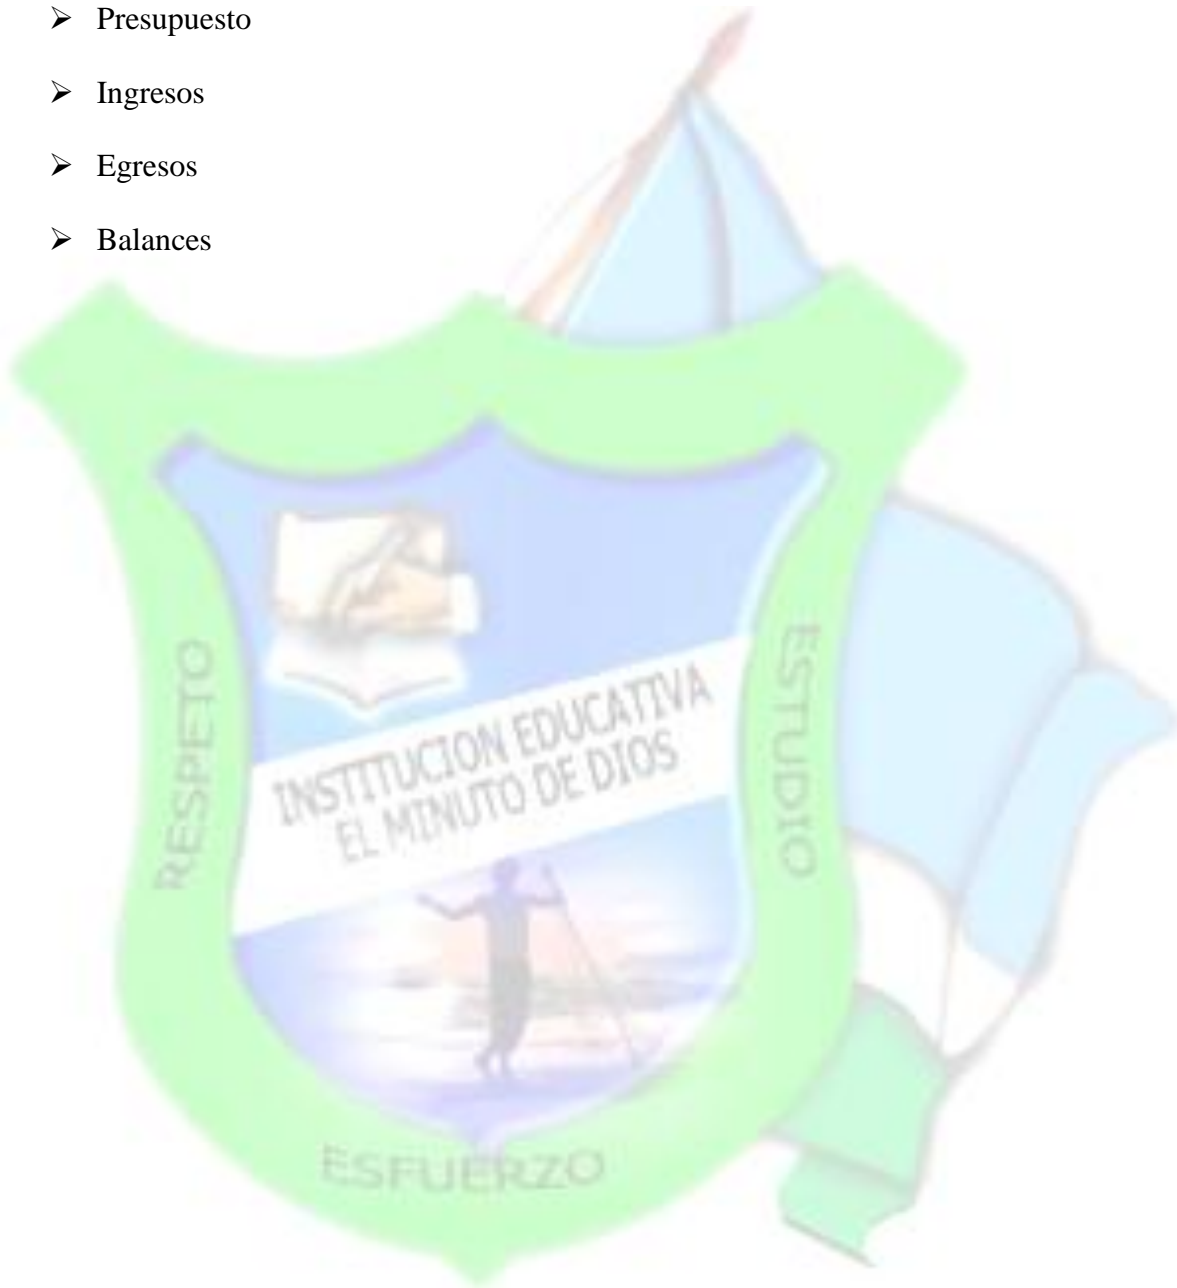 ➢ Presupuesto
➢ Ingresos
➢ Egresos
➢ Balances
RESPETO
INSTITUCION EDUCATIVA
EL MINUTO DE DIOS
ESTUDIO
ESFUERZO